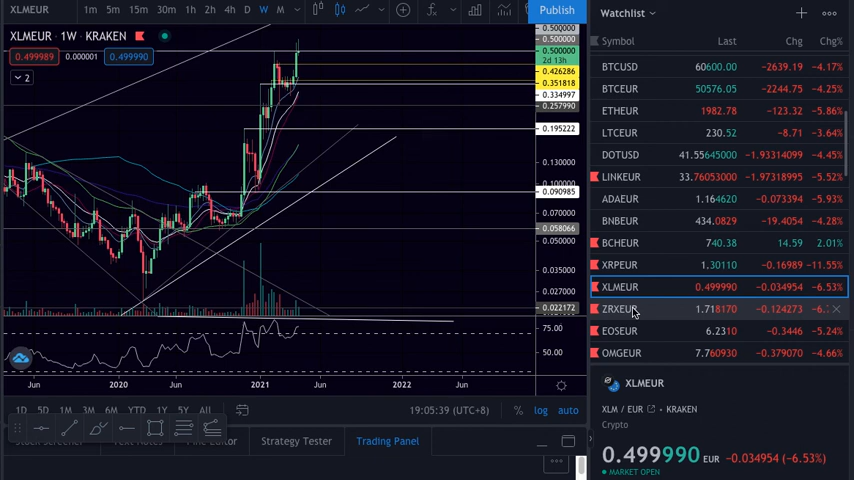 XLMEUR 1m 5m 15m 30m 1h 2h 4h D W M Publish
Watchlist
XLMEUR • 1W • KRAKEN
0.499989 0.000001 0.499990
2
0.500000
0.500000
0.500000
2d 13h
0.426286
0.351818
0.334997
0.257990
0.195222
0.130000
0.100000
0.090985
0.070000
0.058066
0.050000
0.035000
0.027000
0.022172
75.00
50.00
Jun 2020 Jun 2021 Jun 2022 Jun
1D 5D 1M 3M 6M YTD 1Y 5Y All 19:05:39 (UTC+8) % log auto
Strategy Tester Trading Panel
Symbol Last Chg Chg%
BTCUSD 60600.00 −2639.19 −4.17%
BTCEUR 50576.05 −2244.75 −4.25%
ETHEUR 1982.78 −123.32 −5.86%
LTCEUR 230.52 −8.71 −3.64%
DOTUSD 41.55645000 −1.93314099 −4.45%
LINKEUR 33.76053000 −1.97318995 −5.52%
ADAEUR 1.164620 −0.073394 −5.93%
BNBEUR 434.0829 −19.4054 −4.28%
BCHEUR 740.38 14.59 2.01%
XRPEUR 1.30110 −0.16989 −11.55%
XLMEUR 0.499990 −0.034954 −6.53%
ZRXEUR 1.718170 −0.124273
EOSEUR 6.2310 −0.3446 −5.24%
OMGEUR 7.760930 −0.379070 −4.66%
XLMEUR
XLM / EUR • KRAKEN
Crypto
0.499990 EUR −0.034954 (−6.53%)
MARKET OPEN